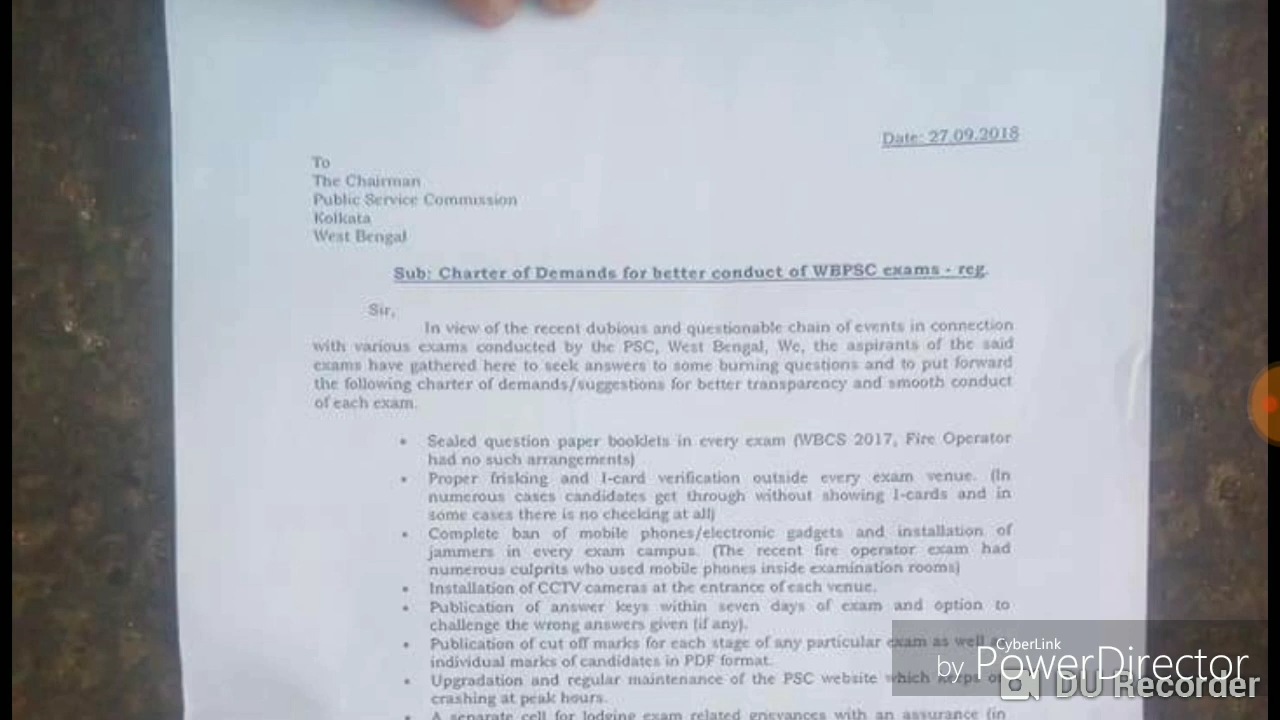 Date: 27.09.2018
To
The Chairman
Public Service Commission
Kolkata
West Bengal
Sub: Charter of Demands for better conduct of WBPSC exams - reg.
Sir,
In view of the recent dubious and questionable chain of events in connection
with various exams conducted by the PSC, West Bengal, We, the aspirants of the said
exams have gathered here to seek answers to some burning questions and to put forward
the following charter of demands/suggestions for better transparency and smooth conduct
of each exam.
• Sealed question paper booklets in every exam (WBCS 2017, Fire Operator
had no such arrangements)
• Proper frisking and I-card verification outside every exam venue. (In
numerous cases candidates get through without showing I-cards and in
some cases there is no checking at all)
• Complete ban of mobile phones/electronic gadgets and installation of
jammers in every exam campus. (The recent fire operator exam had
numerous culprits who used mobile phones inside examination rooms)
• Installation of CCTV cameras at the entrance of each venue.
• Publication of answer keys within seven days of exam and option to
challenge the wrong answers given (if any).
• Publication of cut off marks for each stage of any particular exam as well
individual marks of candidates in PDF format.
• Upgradation and regular maintenance of the PSC website which
crashing at peak hours.
• A separate cell for lodging exam related grievances with an assurance (in
CyberLink
by PowerDirector
DU Recorder